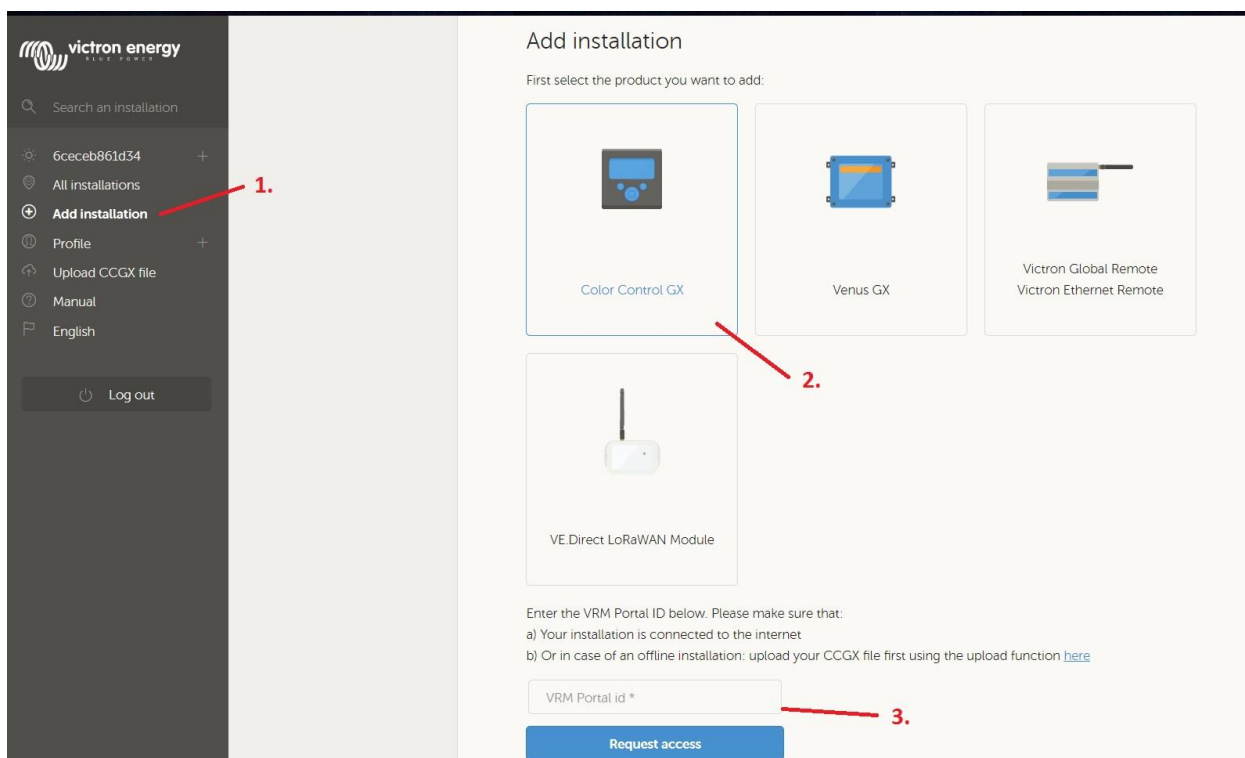 victron energy
BLUE POWER
Search an installation
6ceceb861d34
All installations
Add installation
Profile
Upload CCGX file
Manual
English
Log out
1.
Add installation
First select the product you want to add:
Color Control GX
Venus GX
Victron Global Remote
Victron Ethernet Remote
2.
VE.Direct LoRaWAN Module
Enter the VRM Portal ID below. Please make sure that:
a) Your installation is connected to the internet
b) Or in case of an offline installation: upload your CCGX file first using the upload function here
VRM Portal id *
3.
Request access